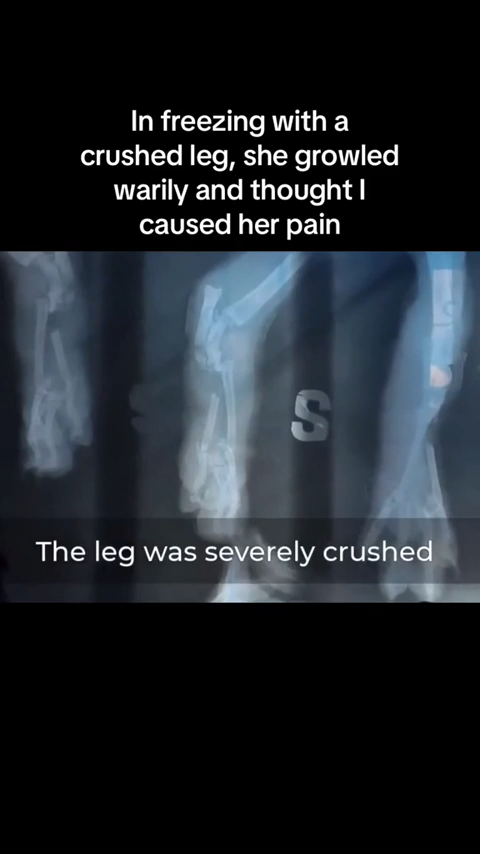 In freezing with a
crushed leg, she growled
warily and thought I
caused her pain
S
The leg was severely crushed